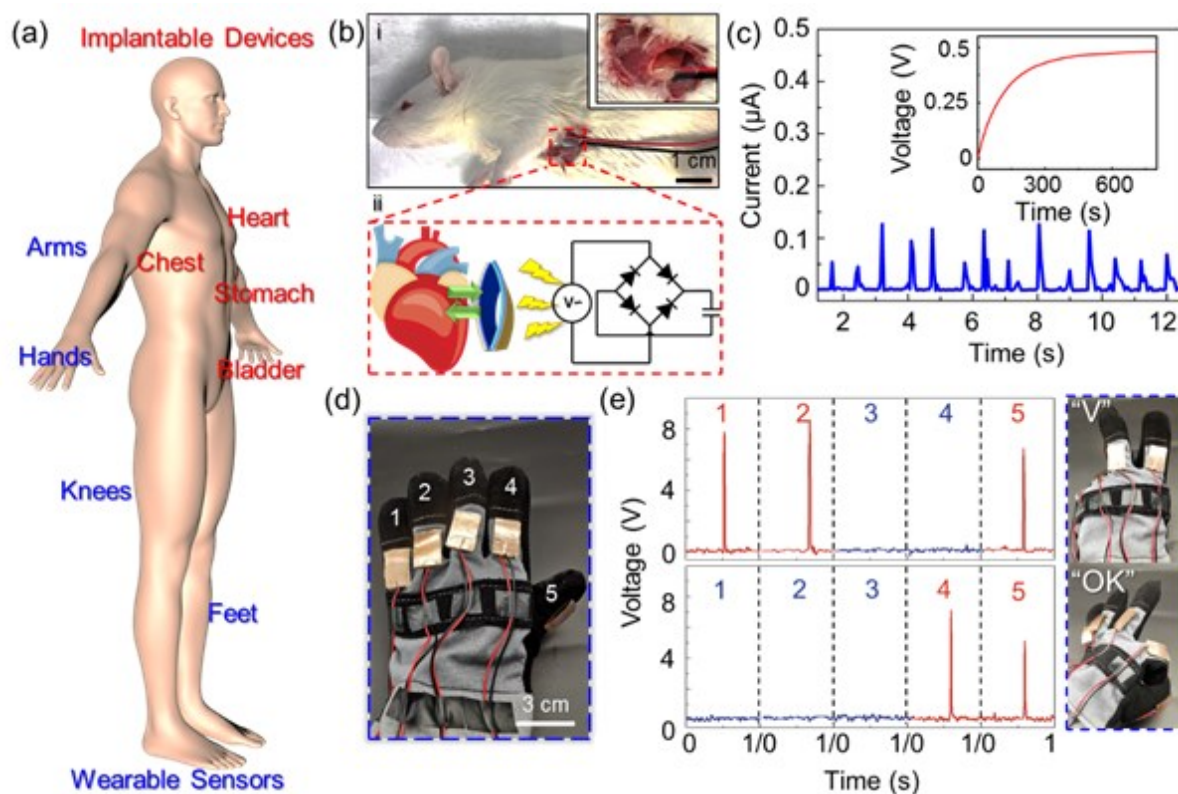 (a)
Implantable Devices
Heart
Arms
Chest
Stomach
Hands
Bladder
Knees
Feet
Wearable Sensors
(b)
i
1 cm
ii
V~
(c)
Current (μA)
0.5
0.4
0.3
0.2
0.1
0.0
2 4 6 8 10 12
Time (s)
Voltage (V)
0.5
0.25
0
0 300 600
Time (s)
(d)
1 2 3 4 5
3 cm
(e)
Voltage (V)
8
4
0
1 2 3 4 5
8
4
0
1 2 3 4 5
0 1/0 1/0 1/0 1/0 1
Time (s)
"V"
"OK"